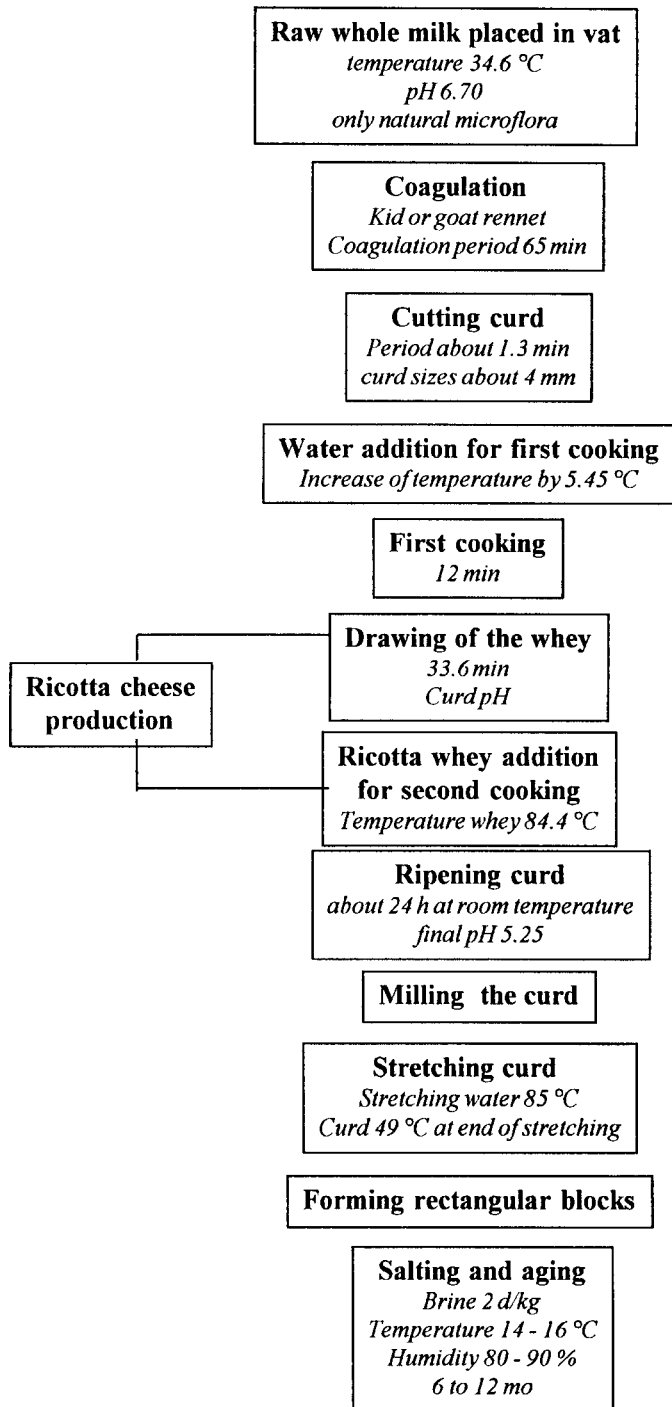 Raw whole milk placed in vat
temperature 34.6 °C
pH 6.70
only natural microflora
Coagulation
Kid or goat rennet
Coagulation period 65 min
Cutting curd
Period about 1.3 min
curd sizes about 4 mm
Water addition for first cooking
Increase of temperature by 5.45 °C
First cooking
12 min
Drawing of the whey
33.6 min
Curd pH
Ricotta cheese
production
Ricotta whey addition
for second cooking
Temperature whey 84.4 °C
Ripening curd
about 24 h at room temperature
final pH 5.25
Milling the curd
Stretching curd
Stretching water 85 °C
Curd 49 °C at end of stretching
Forming rectangular blocks
Salting and aging
Brine 2 d/kg
Temperature 14 - 16 °C
Humidity 80 - 90 %
6 to 12 mo